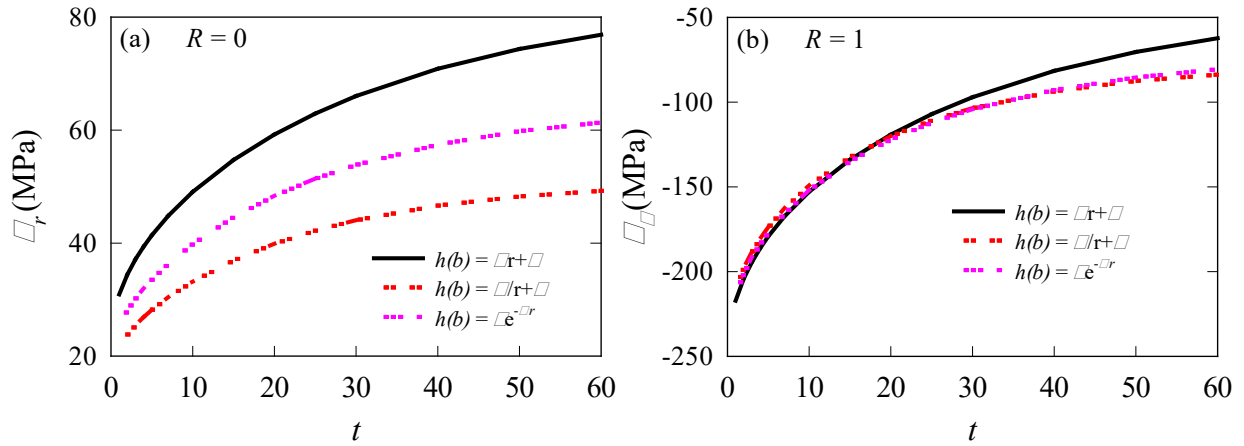 (a) R = 0
80
60
40
20
□r(MPa)
h(b) = □r+□
h(b) = □/r+□
h(b) = □e-□r
0 10 20 30 40 50 60
t
(b) R = 1
-50
-100
-150
-200
-250
□□(MPa)
h(b) = □r+□
h(b) = □/r+□
h(b) = □e-□r
0 10 20 30 40 50 60
t